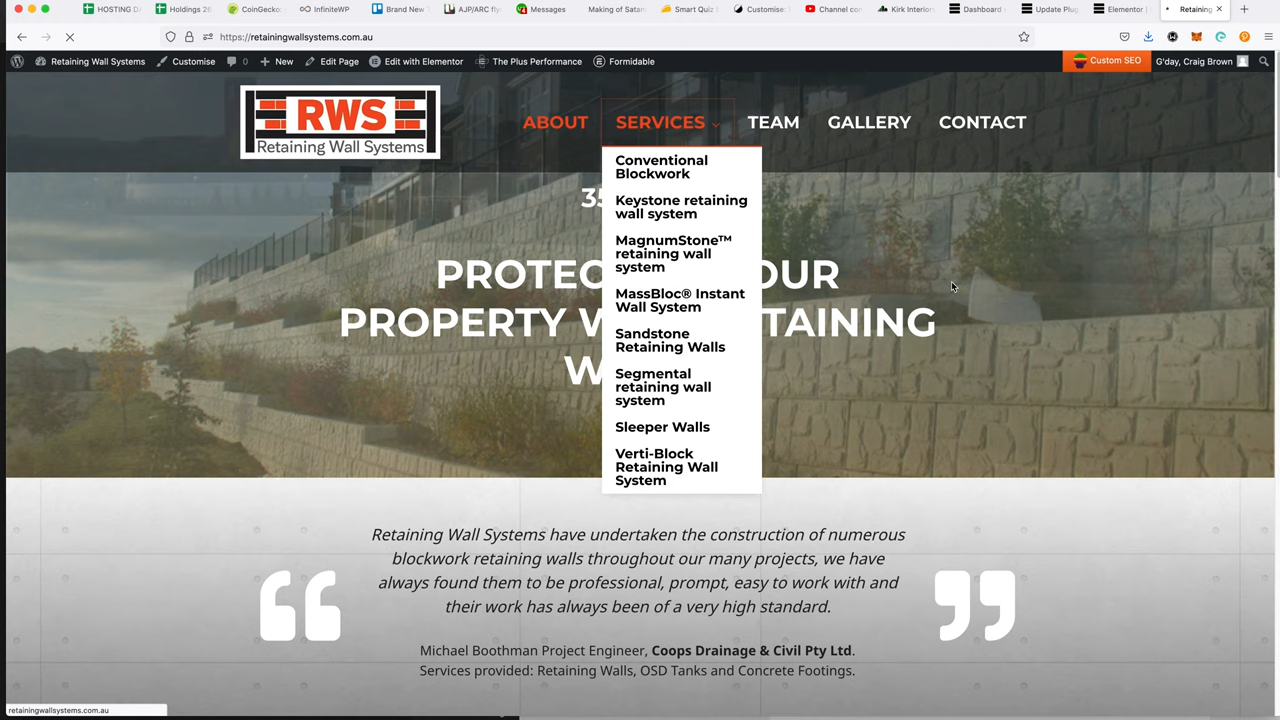 HOSTING DA
Holdings 26
CoinGecko:
InfiniteWP
Brand New T
AJP/ARC fly
Messages
Making of Satan
Smart Quiz
Customise:
Channel con
Kirk Interior
Dashboard
Update Plug
Elementor |
Retaining
https://retainingwallsystems.com.au
Retaining Wall Systems
Customise
0
New
Edit Page
Edit with Elementor
The Plus Performance
Formidable
Custom SEO
G'day, Craig Brown
RWS
Retaining Wall Systems
ABOUT
SERVICES
TEAM
GALLERY
CONTACT
Conventional
Blockwork
Keystone retaining
wall system
MagnumStone™
retaining wall
system
MassBloc® Instant
Wall System
Sandstone
Retaining Walls
Segmental
retaining wall
system
Sleeper Walls
Verti-Block
Retaining Wall
System
35
PROTEC OUR
PROPERTY W TAINING
W
Retaining Wall Systems have undertaken the construction of numerous
blockwork retaining walls throughout our many projects, we have
always found them to be professional, prompt, easy to work with and
their work has always been of a very high standard.
Michael Boothman Project Engineer, Coops Drainage & Civil Pty Ltd.
Services provided: Retaining Walls, OSD Tanks and Concrete Footings.
retainingwallsystems.com.au